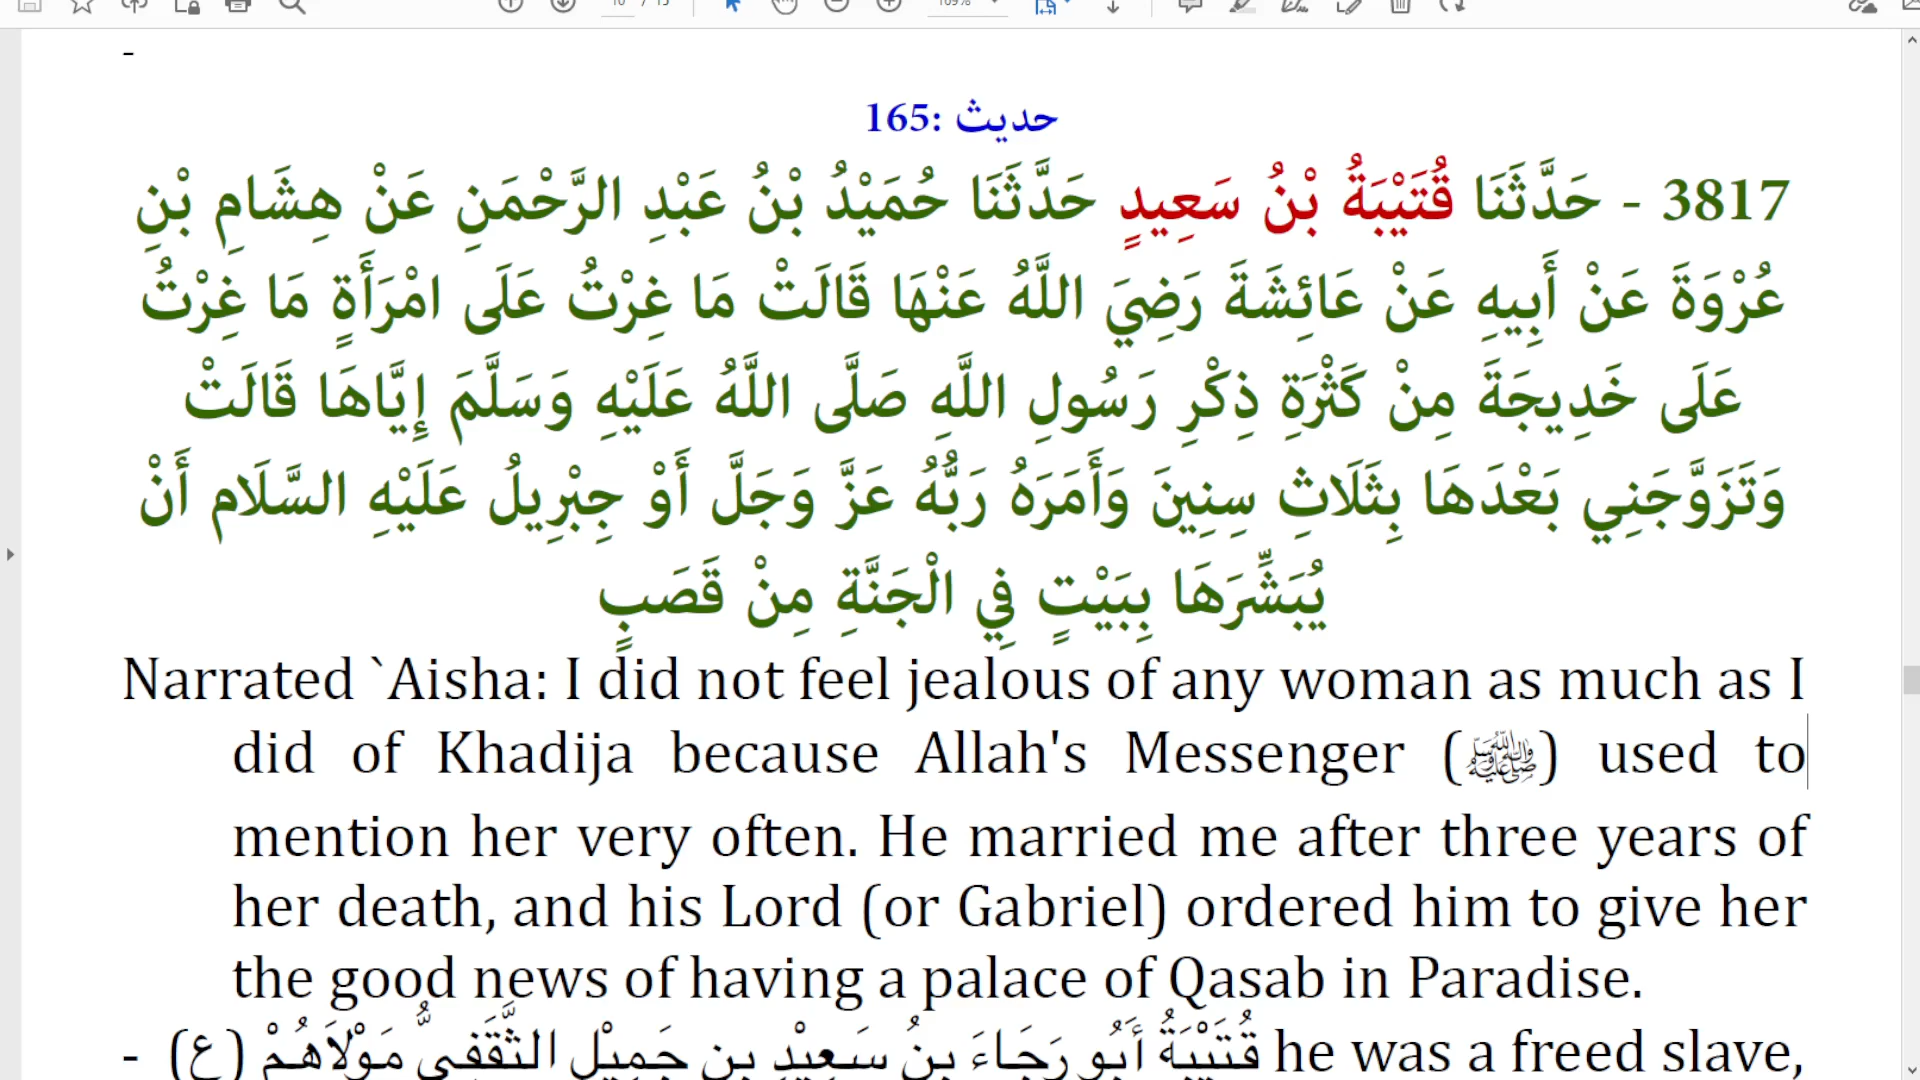 -
حديث :165
3817 - حَدَّثَنَا قُتَيْبَةُ بْنُ سَعِيدٍ حَدَّثَنَا حُمَيْدُ بْنُ عَبْدِ الرَّحْمَنِ عَنْ هِشَامِ بْنِ
عُرْوَةَ عَنْ أَبِيهِ عَنْ عَائِشَةَ رَضِيَ اللَّهُ عَنْهَا قَالَتْ مَا غِرْتُ عَلَى امْرَأَةٍ مَا غِرْتُ
عَلَى خَدِيجَةَ مِنْ كَثْرَةِ ذِكْرِ رَسُولِ اللَّهِ صَلَّى اللَّهُ عَلَيْهِ وَسَلَّمَ إِيَّاهَا قَالَتْ
وَتَزَوَّجَنِي بَعْدَهَا بِثَلَاثِ سِنِينَ وَأَمَرَهُ رَبُّهُ عَزَّ وَجَلَّ أَوْ جِبْرِيلُ عَلَيْهِ السَّلَام أَنْ
يُبَشِّرَهَا بِبَيْتٍ فِي الْجَنَّةِ مِنْ قَصَبٍ
Narrated `Aisha: I did not feel jealous of any woman as much as I
did of Khadija because Allah's Messenger (ﷺ) used to
mention her very often. He married me after three years of
her death, and his Lord (or Gabriel) ordered him to give her
the good news of having a palace of Qasab in Paradise.
- قُتَيْبَةُ أَبُو رَجَاءَ بنُ سَعِيْدِ بنِ جَمِيْلٍ الثَّقَفِيُّ مَوْلاَهُمْ (ع) he was a freed slave,